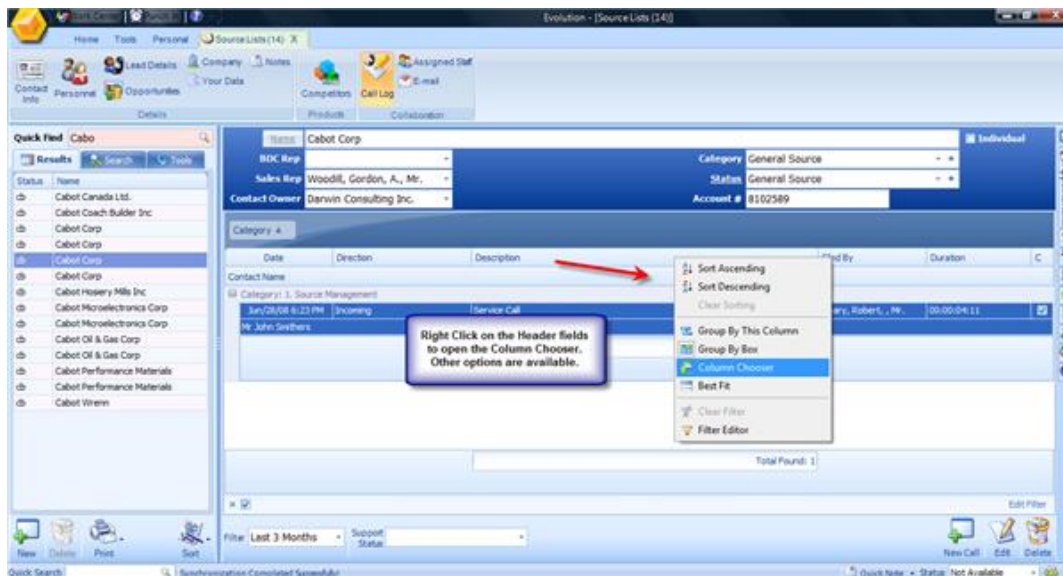 Start Center Punch In
Evolution - [Source Lists (14)]
Home Tools Personal Source Lists (14) X
Contact Info
Personnel
Lead Details
Opportunities
Company
Notes
Your Data
Competitors
Call Log
Assigned Staff
E-mail
Details Products Collaboration
Quick Find Cabo
Results Search Tools
Status Name
Cabot Canada Ltd.
Cabot Coach Builder Inc
Cabot Corp
Cabot Corp
Cabot Corp
Cabot Corp
Cabot Hosiery Mills Inc
Cabot Microelectronics Corp
Cabot Microelectronics Corp
Cabot Oil & Gas Corp
Cabot Oil & Gas Corp
Cabot Performance Materials
Cabot Performance Materials
Cabot Wrenn
New Delete Print Sort
Name Cabot Corp Individual
BDC Rep Category General Source
Sales Rep Woodill, Gordon, A., Mr. Status General Source
Contact Owner Darwin Consulting Inc. Account # 8102589
Category
Date Direction Description Filed By Duration C
Contact Name
Category: 1. Source Management
Jun/28/08 6:23 PM Incoming Service Call Robert, , Mr. 00:00:04:11
Mr John Smithers
Right Click on the Header fields
to open the Column Chooser.
Other options are available.
Sort Ascending
Sort Descending
Clear Sorting
Group By This Column
Group By Box
Column Chooser
Best Fit
Clear Filter
Filter Editor
Total Found: 1
Edit Filter
Filter Last 3 Months Support Status
New Call Edit Delete
Quick Search Synchronization Completed Successfully! Quick Note Status Not Available